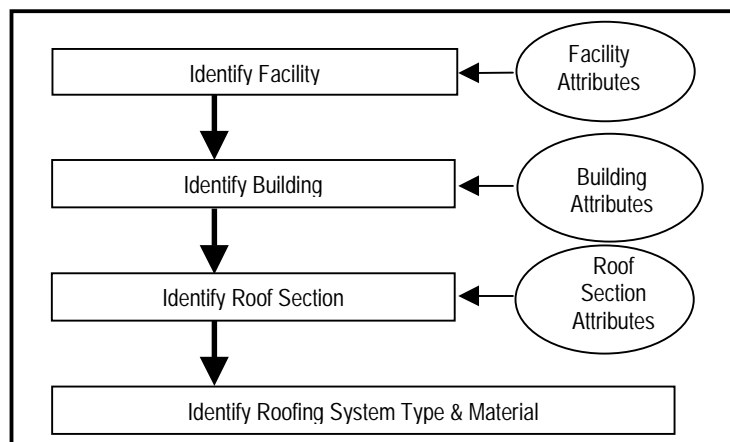 Identify Facility
Facility
Attributes
Identify Building
Building
Attributes
Identify Roof Section
Roof
Section
Attributes
Identify Roofing System Type & Material